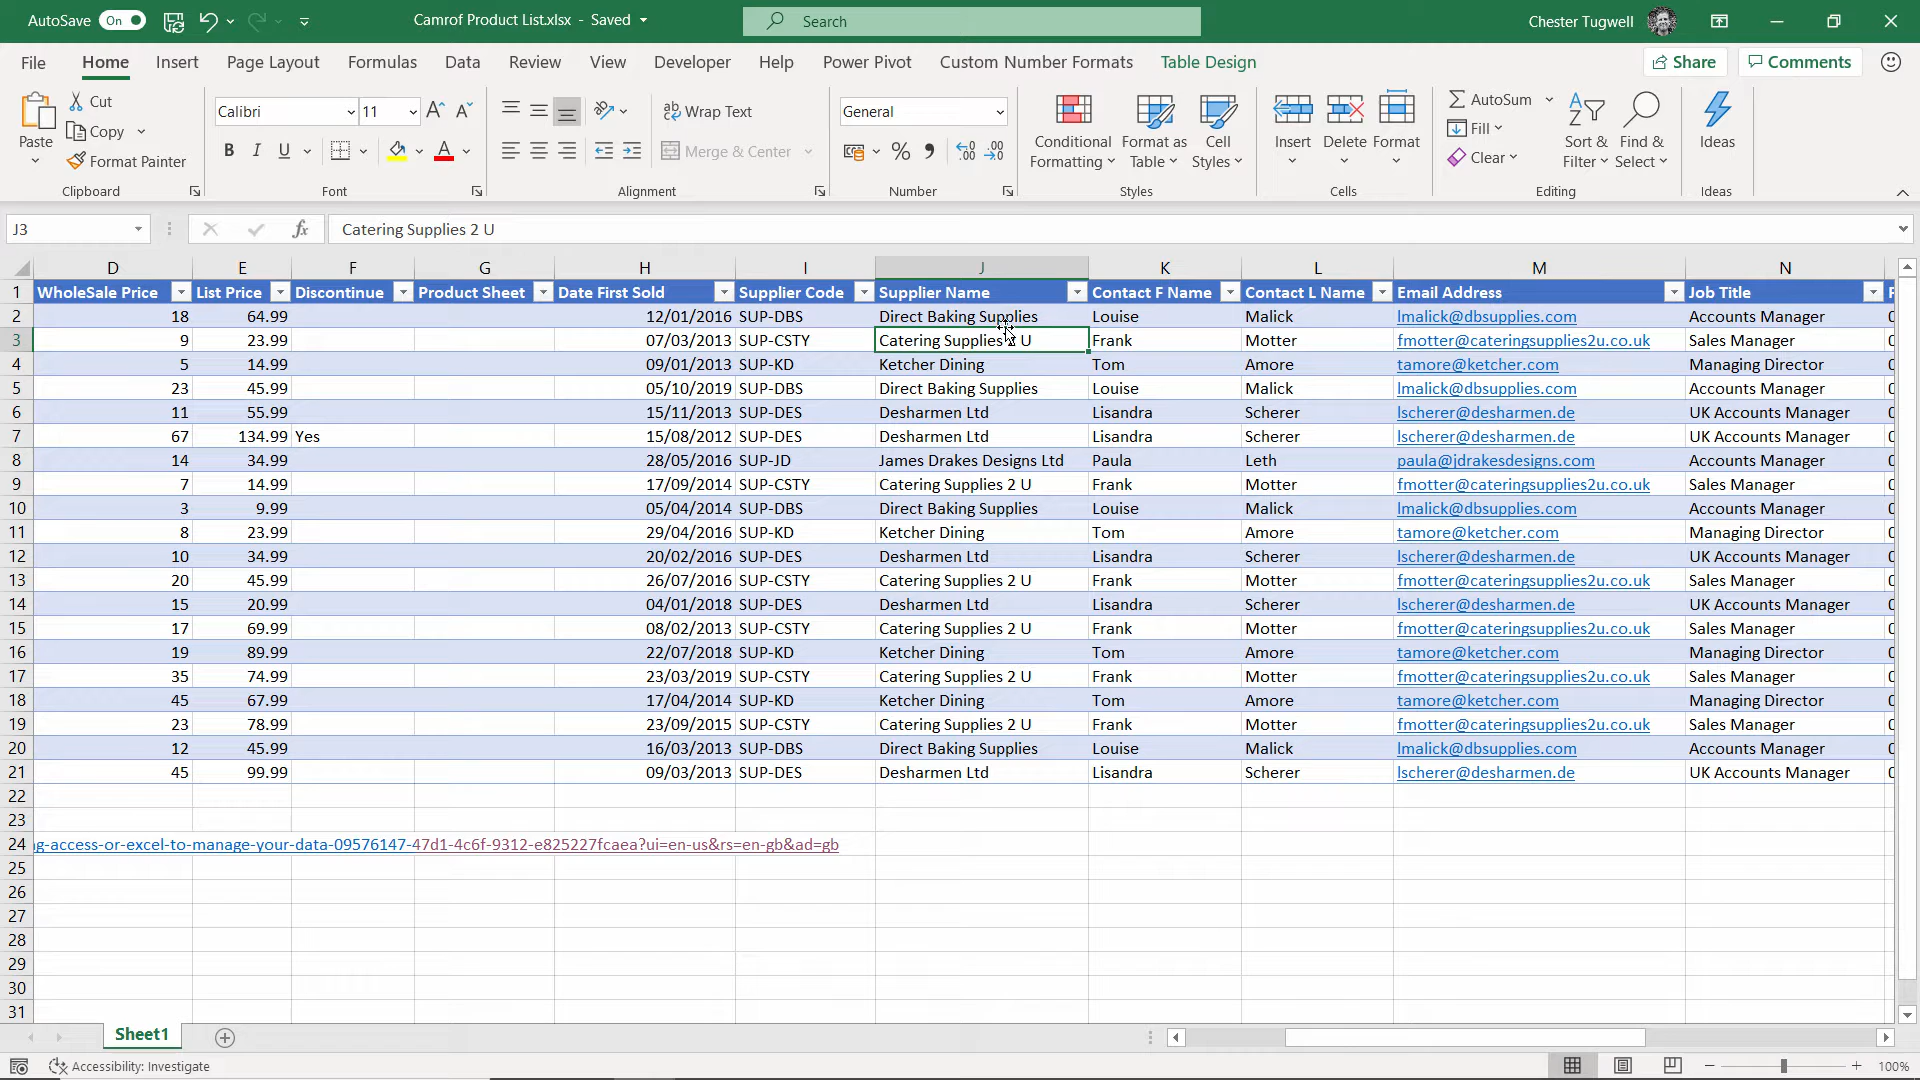 AutoSave On Camrof Product List.xlsx - Saved Search Chester Tugwell
File Home Insert Page Layout Formulas Data Review View Developer Help Power Pivot Custom Number Formats Table Design Share Comments
Paste Cut Copy Format Painter
Calibri 11
B I U A
Wrap Text
Merge & Center
General
% ,
Conditional Formatting Format as Table Cell Styles
Insert Delete Format
AutoSum Fill Clear
Sort & Filter Find & Select
Ideas
Clipboard Font Alignment Number Styles Cells Editing Ideas
J3 fx Catering Supplies 2 U
D E F G H I J K L M N
1 WholeSale Price List Price Discontinue Product Sheet Date First Sold Supplier Code Supplier Name Contact F Name Contact L Name Email Address Job Title
2 18 64.99 12/01/2016 SUP-DBS Direct Baking Supplies Louise Malick lmalick@dbsupplies.com Accounts Manager
3 9 23.99 07/03/2013 SUP-CSTY Catering Supplies 2 U Frank Motter fmotter@cateringsupplies2u.co.uk Sales Manager
4 5 14.99 09/01/2013 SUP-KD Ketcher Dining Tom Amore tamore@ketcher.com Managing Director
5 23 45.99 05/10/2019 SUP-DBS Direct Baking Supplies Louise Malick lmalick@dbsupplies.com Accounts Manager
6 11 55.99 15/11/2013 SUP-DES Desharmen Ltd Lisandra Scherer lscherer@desharmen.de UK Accounts Manager
7 67 134.99 Yes 15/08/2012 SUP-DES Desharmen Ltd Lisandra Scherer lscherer@desharmen.de UK Accounts Manager
8 14 34.99 28/05/2016 SUP-JD James Drakes Designs Ltd Paula Leth paula@jdrakesdesigns.com Accounts Manager
9 7 14.99 17/09/2014 SUP-CSTY Catering Supplies 2 U Frank Motter fmotter@cateringsupplies2u.co.uk Sales Manager
10 3 9.99 05/04/2014 SUP-DBS Direct Baking Supplies Louise Malick lmalick@dbsupplies.com Accounts Manager
11 8 23.99 29/04/2016 SUP-KD Ketcher Dining Tom Amore tamore@ketcher.com Managing Director
12 10 34.99 20/02/2016 SUP-DES Desharmen Ltd Lisandra Scherer lscherer@desharmen.de UK Accounts Manager
13 20 45.99 26/07/2016 SUP-CSTY Catering Supplies 2 U Frank Motter fmotter@cateringsupplies2u.co.uk Sales Manager
14 15 20.99 04/01/2018 SUP-DES Desharmen Ltd Lisandra Scherer lscherer@desharmen.de UK Accounts Manager
15 17 69.99 08/02/2013 SUP-CSTY Catering Supplies 2 U Frank Motter fmotter@cateringsupplies2u.co.uk Sales Manager
16 19 89.99 22/07/2018 SUP-KD Ketcher Dining Tom Amore tamore@ketcher.com Managing Director
17 35 74.99 23/03/2019 SUP-CSTY Catering Supplies 2 U Frank Motter fmotter@cateringsupplies2u.co.uk Sales Manager
18 45 67.99 17/04/2014 SUP-KD Ketcher Dining Tom Amore tamore@ketcher.com Managing Director
19 23 78.99 23/09/2015 SUP-CSTY Catering Supplies 2 U Frank Motter fmotter@cateringsupplies2u.co.uk Sales Manager
20 12 45.99 16/03/2013 SUP-DBS Direct Baking Supplies Louise Malick lmalick@dbsupplies.com Accounts Manager
21 45 99.99 09/03/2013 SUP-DES Desharmen Ltd Lisandra Scherer lscherer@desharmen.de UK Accounts Manager
22
23
24 g-access-or-excel-to-manage-your-data-09576147-47d1-4c6f-9312-e825227fcaea?ui=en-us&rs=en-gb&ad=gb
25
26
27
28
29
30
31
Sheet1
Accessibility: Investigate 100%